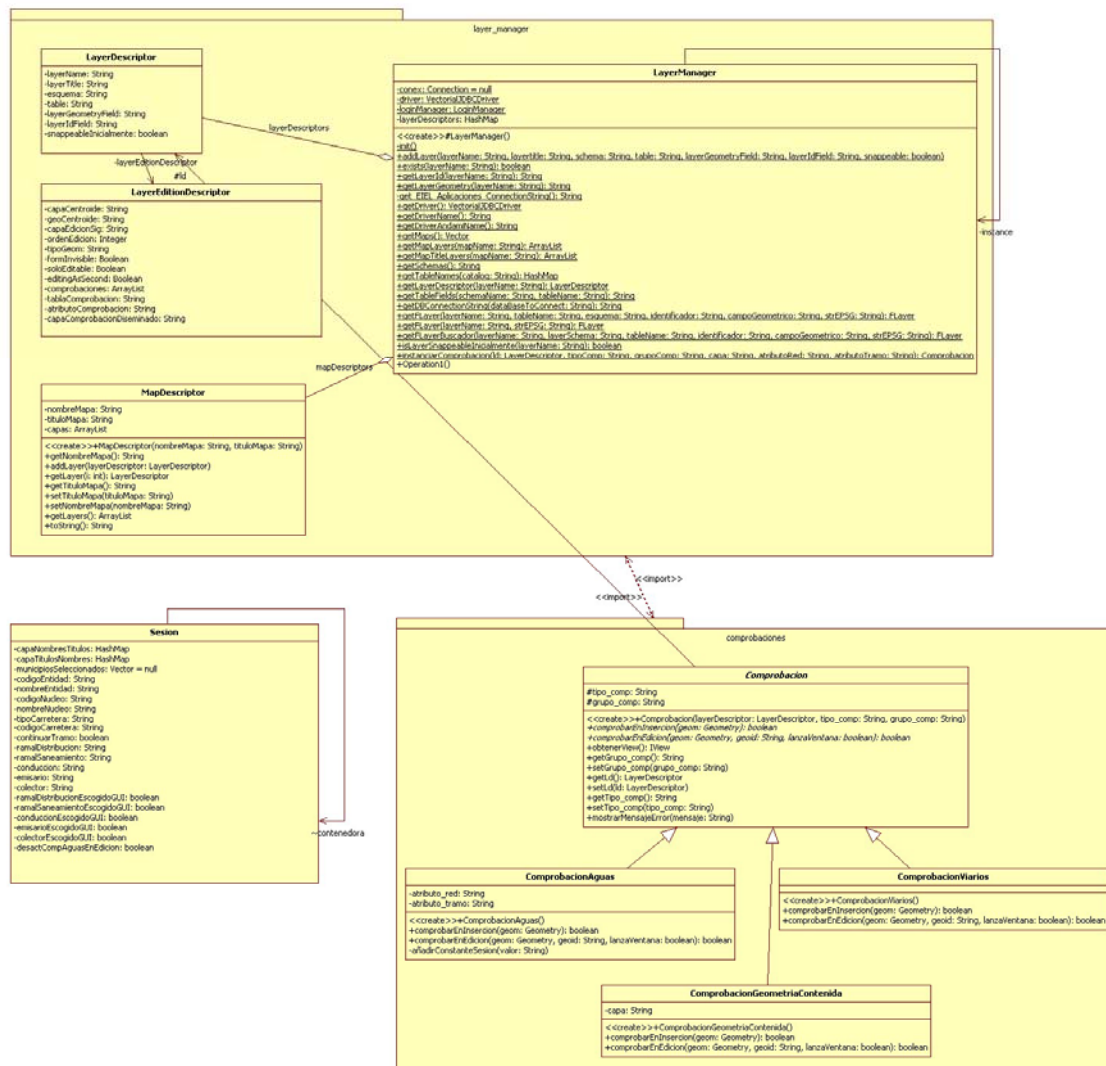 layer_manager
LayerDescriptor
-layerName: String
-layerTitle: String
-esquema: String
-table: String
-layerGeometryField: String
-layerIdField: String
-snappeableInicialmente: boolean
layerDescriptors
-layerEditionDescriptor
#ld
LayerEditionDescriptor
-capaCentroide: String
-geoCentroide: String
-capaEdicionSig: String
-ordenEdicion: Integer
-tipoGeom: String
-formInvisible: Boolean
-soloEditable: Boolean
-editingAsSecond: Boolean
-comprobaciones: ArrayList
-tablaComprobacion: String
-atributoComprobacion: String
-capaComprobacionDiseminado: String
LayerManager
-conex: Connection = null
-driver: VectorialJDBCDriver
-loginManager: LoginManager
-layerDescriptors: HashMap
<<create>>#LayerManager()
-init()
+addLayer(layerName: String, layertitle: String, schema: String, table: String, layerGeometryField: String, layerIdField: String, snappeable: boolean)
+exists(layerName: String): boolean
+getLayerId(layerName: String): String
+getLayerGeometry(layerName: String): String
-get_EIEL_Aplicaciones_ConnectionString(): String
+getDriver(): VectorialJDBCDriver
+getDriverName(): String
+getDriverAndamiName(): String
+getMaps(): Vector
+getMapLayers(mapName: String): ArrayList
+getMapTitleLayers(mapName: String): ArrayList
+getSchemas(): String
+getTableNames(catalog: String): HashMap
+getLayerDescriptor(layerName: String): LayerDescriptor
+getTableFields(schemaName: String, tableName: String): String
+getDBConnectionString(dataBaseToConnect: String): String
+getFLayer(layerName: String, tableName: String, esquema: String, identificador: String, campoGeometrico: String, strEPSG: String): FLayer
+getFLayer(layerName: String, strEPSG: String): FLayer
+getFLayerBuscador(layerName: String, layerSchema: String, tableName: String, identificador: String, campoGeometrico: String, strEPSG: String): FLayer
+isLayerSnappeableInicialmente(layerName: String): boolean
+instanciarComprobacion(ld: LayerDescriptor, tipoComp: String, grupoComp: String, capa: String, atributoRed: String, atributoTramo: String): Comprobacion
+Operation1()
-instance
mapDescriptors
MapDescriptor
-nombreMapa: String
-tituloMapa: String
-capas: ArrayList
<<create>>+MapDescriptor(nombreMapa: String, tituloMapa: String)
+getNombreMapa(): String
+addLayer(layerDescriptor: LayerDescriptor)
+getLayer(i: int): LayerDescriptor
+getTituloMapa(): String
+setTituloMapa(tituloMapa: String)
+setNombreMapa(nombreMapa: String)
+getLayers(): ArrayList
+toString(): String
<<import>>
<<import>>
Sesion
-capaNombresTitulos: HashMap
-capaTitulosNombres: HashMap
-municipiosSeleccionados: Vector = null
-codigoEntidad: String
-nombreEntidad: String
-codigoNucleo: String
-nombreNucleo: String
-tipoCarretera: String
-codigoCarretera: String
-continuarTramo: boolean
-ramalDistribucion: String
-ramalSaneamiento: String
-conduccion: String
-emisario: String
-colector: String
-ramalDistribucionEscogidoGUI: boolean
-ramalSaneamientoEscogidoGUI: boolean
-conduccionEscogidoGUI: boolean
-emisarioEscogidoGUI: boolean
-colectorEscogidoGUI: boolean
-desactCompAguasEnEdicion: boolean
~contenedora
comprobaciones
Comprobacion
#tipo_comp: String
#grupo_comp: String
<<create>>+Comprobacion(layerDescriptor: LayerDescriptor, tipo_comp: String, grupo_comp: String)
+comprobarEnInsercion(geom: Geometry): boolean
+comprobarEnEdicion(geom: Geometry, geoid: String, lanzaVentana: boolean): boolean
+obtenerView(): IView
+getGrupo_comp(): String
+setGrupo_comp(grupo_comp: String)
+getLd(): LayerDescriptor
+setLd(ld: LayerDescriptor)
+getTipo_comp(): String
+setTipo_comp(tipo_comp: String)
+mostrarMensajeError(mensaje: String)
ComprobacionAguas
-atributo_red: String
-atributo_tramo: String
<<create>>+ComprobacionAguas()
+comprobarEnInsercion(geom: Geometry): boolean
+comprobarEnEdicion(geom: Geometry, geoid: String, lanzaVentana: boolean): boolean
-añadirConstanteSesion(valor: String)
ComprobacionViarios
<<create>>+ComprobacionViarios()
+comprobarEnInsercion(geom: Geometry): boolean
+comprobarEnEdicion(geom: Geometry, geoid: String, lanzaVentana: boolean): boolean
ComprobacionGeometriaContenida
-capa: String
<<create>>+ComprobacionGeometriaContenida()
+comprobarEnInsercion(geom: Geometry): boolean
+comprobarEnEdicion(geom: Geometry, geoid: String, lanzaVentana: boolean): boolean